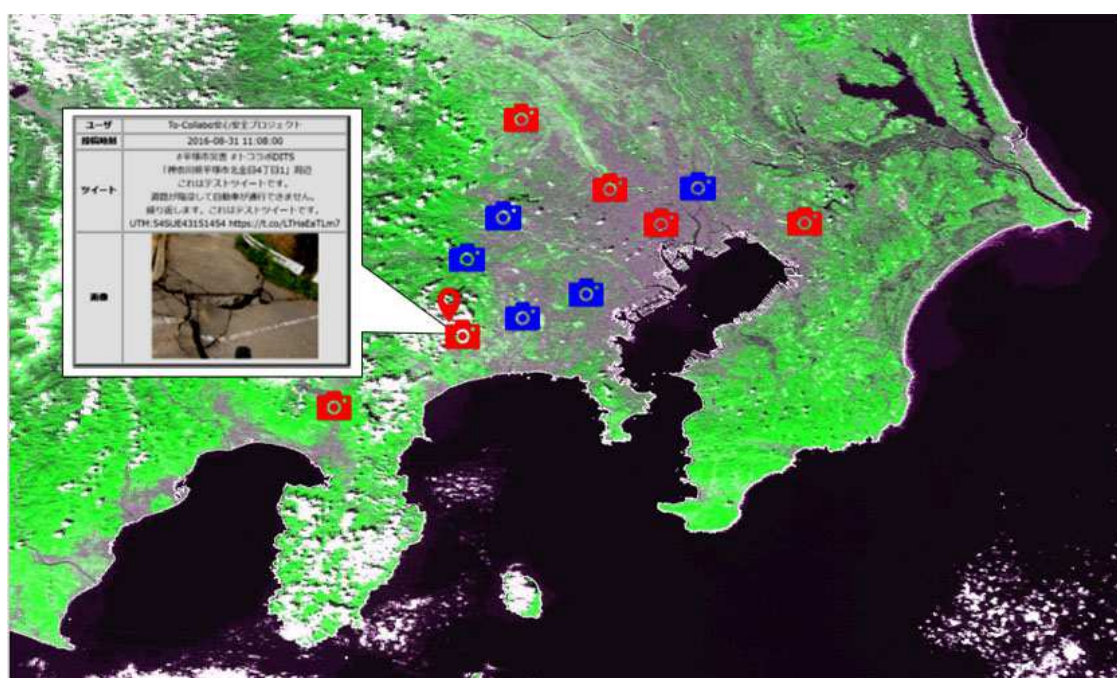 ユーザ To-Collabo安心安全プロジェクト
投稿時刻 2016-08-31 11:08:00
ツイート
#平塚市災害 #トコラボDITS
「神奈川県平塚市北金目4丁目1」周辺
これはテストツイートです。
道路が陥没して自動車が通行できません。
繰り返します。これはテストツイートです。
UTM:54SUE43151454 https://t.co/LTHaEaTLm7
画像